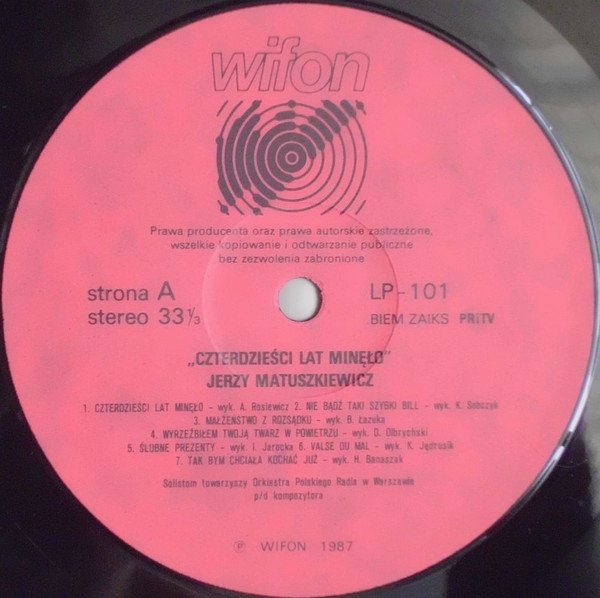 wifon
Prawa producenta oraz prawa autorskie zastrzeżone,
wszelkie kopiowanie i odtwarzanie publiczne
bez zezwolenia zabronione
strona A
stereo 33 1/3
LP-101
BIEM ZAIKS PRiTV
„CZTERDZIEŚCI LAT MINĘŁO"
JERZY MATUSZKIEWICZ
1. CZTERDZIEŚCI LAT MINĘŁO - wyk. A. Rosiewicz 2. NIE BĄDŹ TAKI SZYBKI BILL - wyk. K. Sobczyk
3. MAŁŻEŃSTWO Z ROZSĄDKU - wyk. B. Łazuka
4. WYRZEŹBIŁEM TWOJĄ TWARZ W POWIETRZU - wyk. D. Olbrychski
5. ŚLUBNE PREZENTY - wyk. I. Jarocka 6. VALSE DU MAL - wyk. K. Jędrusik
7. TAK BYM CHCIAŁA KOCHAĆ JUŻ - wyk. H. Banaszak
Solistom towarzyszy Orkiestra Polskiego Radia w Warszawie
p/d kompozytora
℗ WIFON 1987